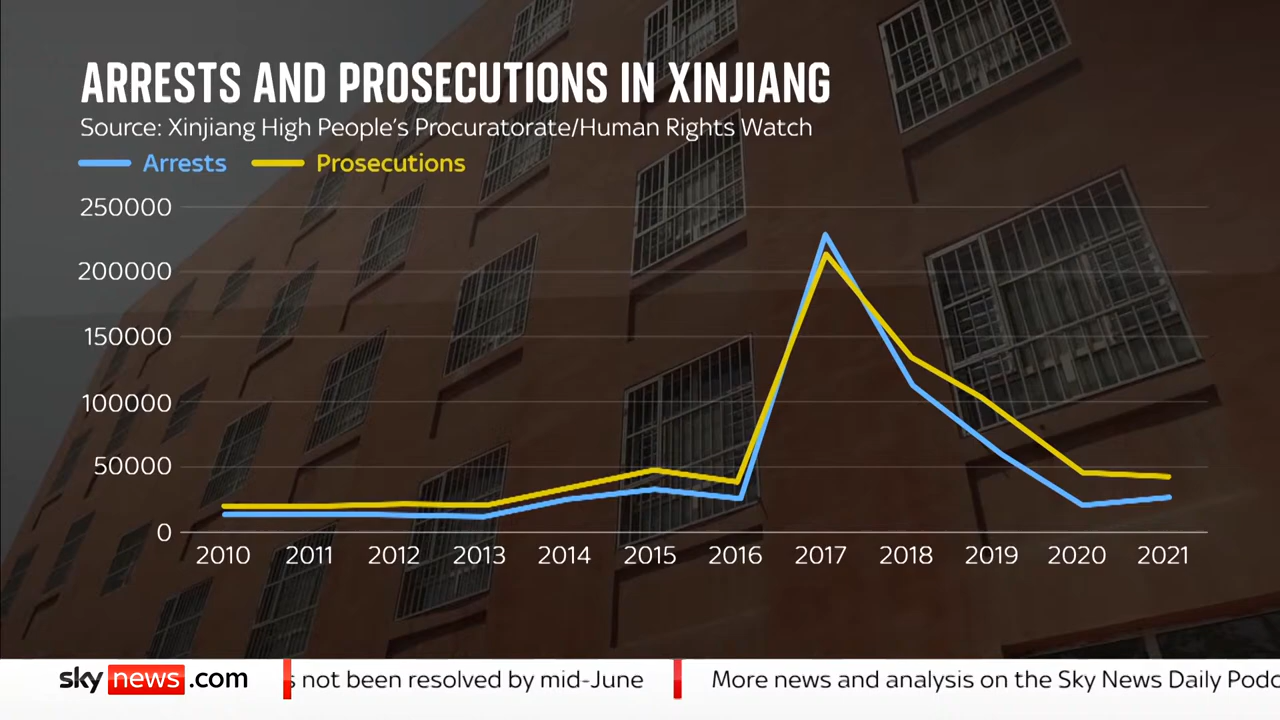 ARRESTS AND PROSECUTIONS IN XINJIANG
Source: Xinjiang High People's Procuratorate/Human Rights Watch
Arrests Prosecutions
250000
200000
150000
100000
50000
0
2010 2011 2012 2013 2014 2015 2016 2017 2018 2019 2020 2021
sky news .com not been resolved by mid-June More news and analysis on the Sky News Daily